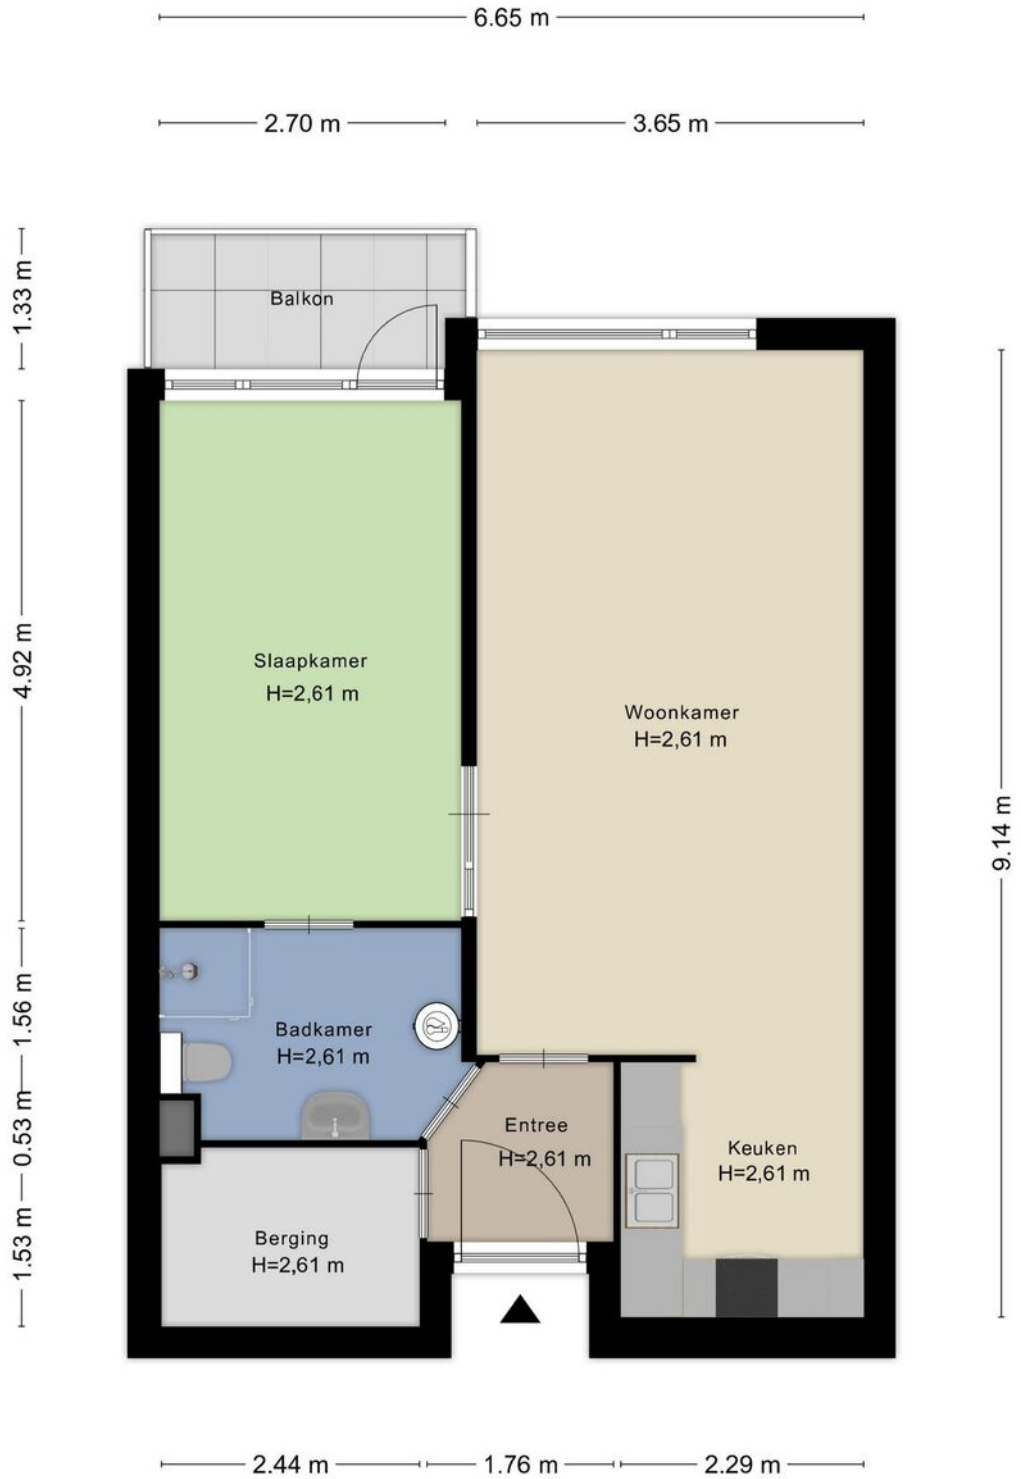 6.65 m
2.70 m
3.65 m
1.33 m
Balkon
4.92 m
Slaapkamer
H=2,61 m
Woonkamer
H=2,61 m
9.14 m
1.56 m
Badkamer
H=2,61 m
0.53 m
Entree
H=2,61 m
Keuken
H=2,61 m
1.53 m
Berging
H=2,61 m
2.44 m
1.76 m
2.29 m